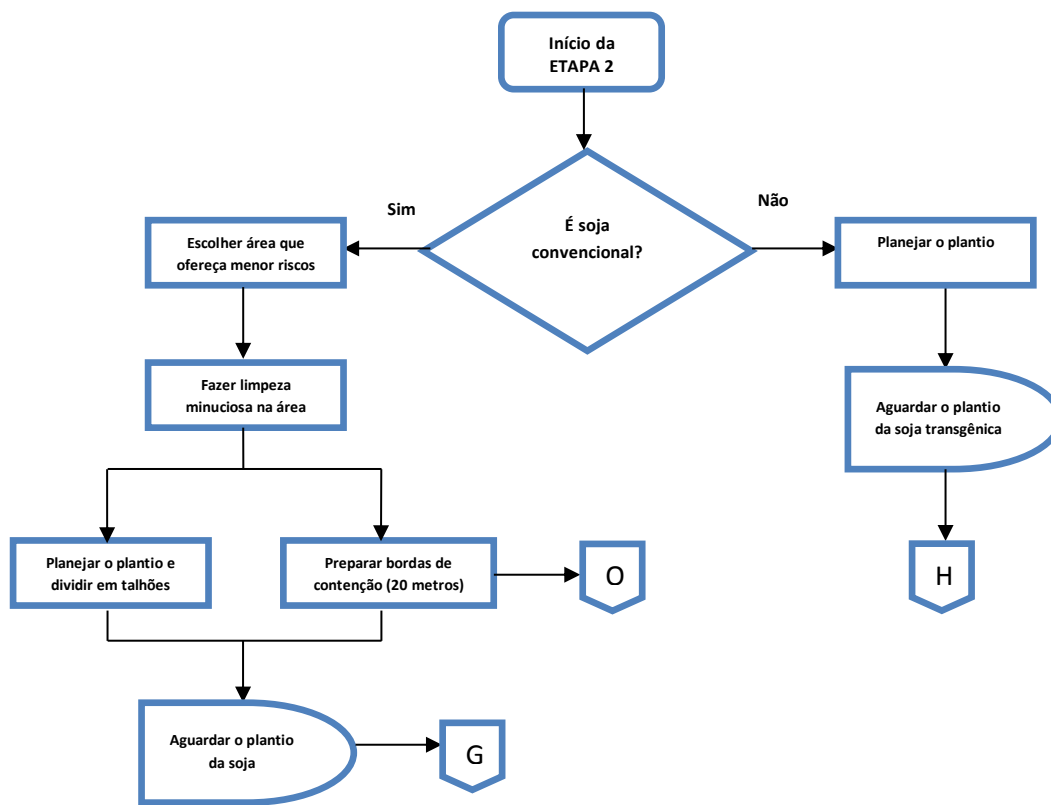 Início da
ETAPA 2
Sim
Não
É soja
convencional?
Escolher área que
ofereça menor riscos
Planejar o plantio
Fazer limpeza
minuciosa na área
Aguardar o plantio
da soja transgênica
Planejar o plantio e
dividir em talhões
Preparar bordas de
contenção (20 metros)
O
H
Aguardar o plantio
da soja
G